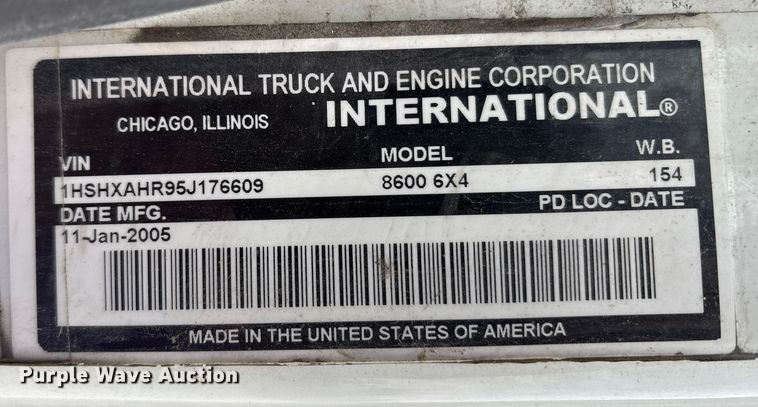 INTERNATIONAL TRUCK AND ENGINE CORPORATION
CHICAGO, ILLINOIS INTERNATIONAL®
VIN MODEL W.B.
1HSHXAHR95J176609 8600 6X4 154
DATE MFG. PD LOC - DATE
11-Jan-2005
MADE IN THE UNITED STATES OF AMERICA
Purple Wave Auction